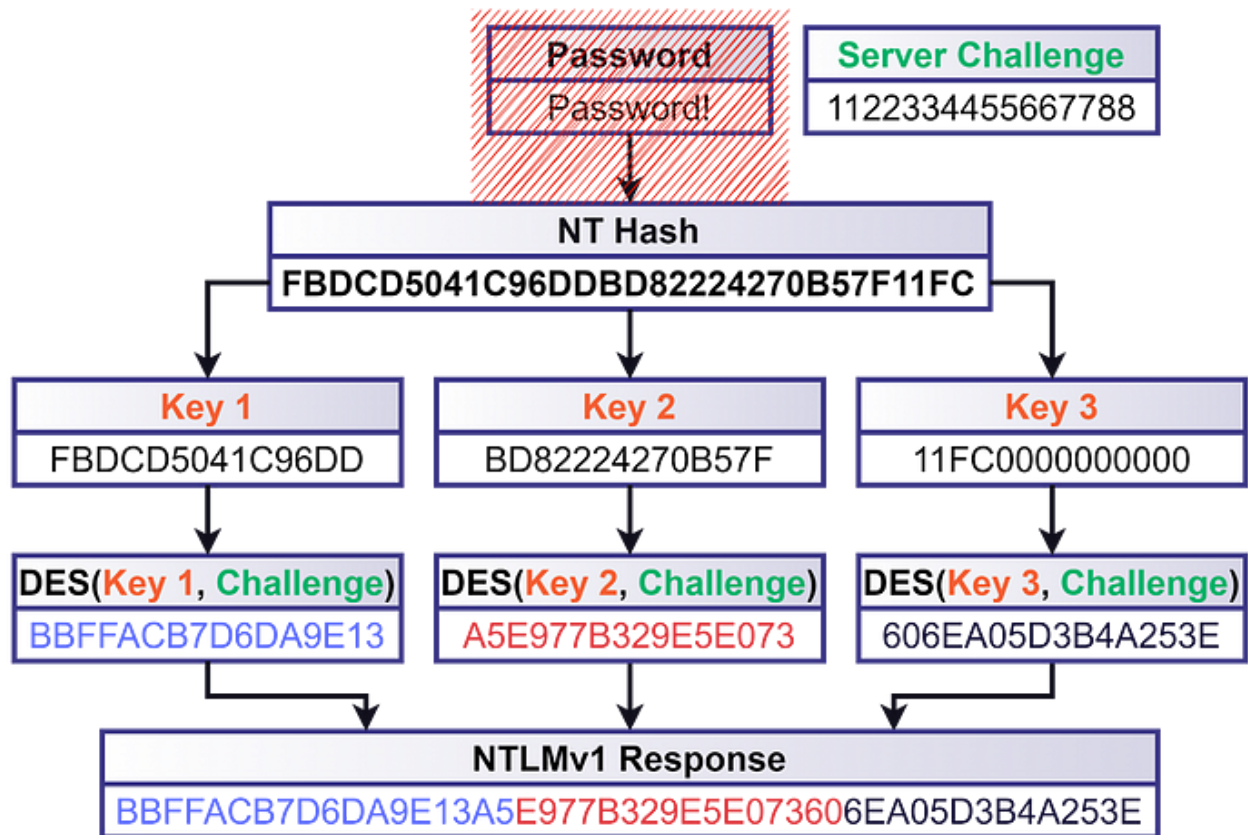 Password
Password!
Server Challenge
1122334455667788
NT Hash
FBDCD5041C96DDBD82224270B57F11FC
Key 1
FBDCD5041C96DD
Key 2
BD82224270B57F
Key 3
11FC0000000000
DES(Key 1, Challenge)
BBFFACB7D6DA9E13
DES(Key 2, Challenge)
A5E977B329E5E073
DES(Key 3, Challenge)
606EA05D3B4A253E
NTLMv1 Response
BBFFACB7D6DA9E13A5E977B329E5E073606EA05D3B4A253E